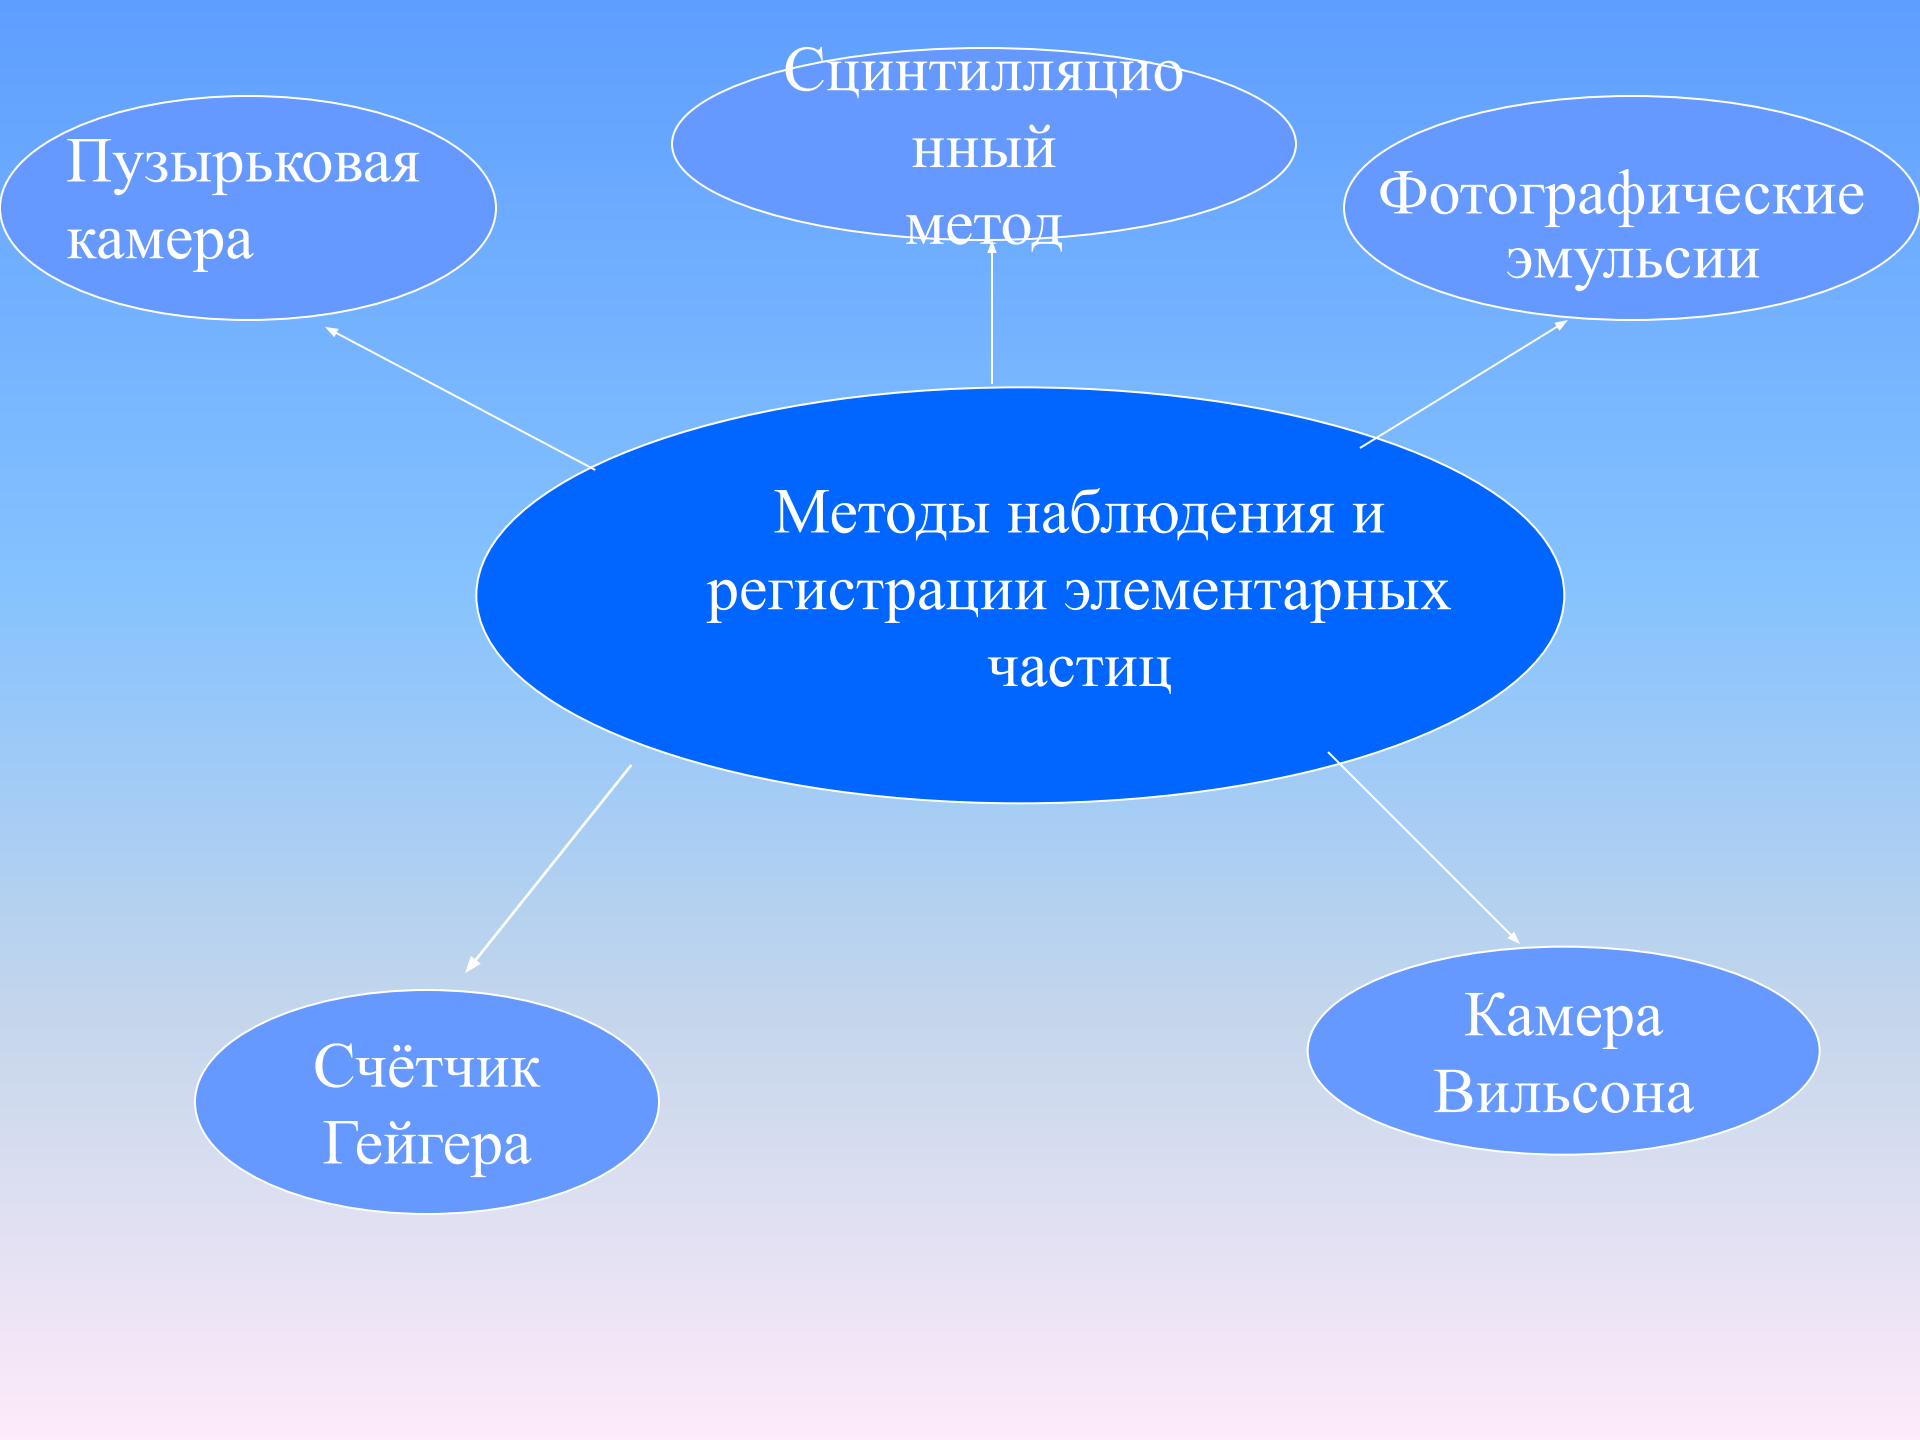 Пузырьковая
камера
Сцинтилляцио
нный
метод
Фотографические
эмульсии
Методы наблюдения и
регистрации элементарных
частиц
Счётчик
Гейгера
Камера
Вильсона